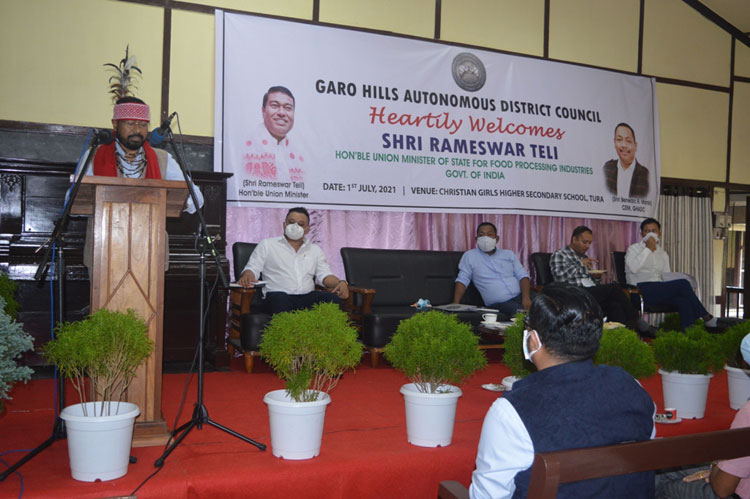 GARO HILLS AUTONOMOUS DISTRICT COUNCIL
Heartily Welcomes
SHRI RAMESWAR TELI
HON'BLE UNION MINISTER OF STATE FOR FOOD PROCESSING INDUSTRIES
GOVT. OF INDIA
DATE: 1ST JULY, 2021 | VENUE: CHRISTIAN GIRLS HIGHER SECONDARY SCHOOL, TURA
(Shri Rameswar Teli)
Hon'ble Union Minister
CEM, GHADC